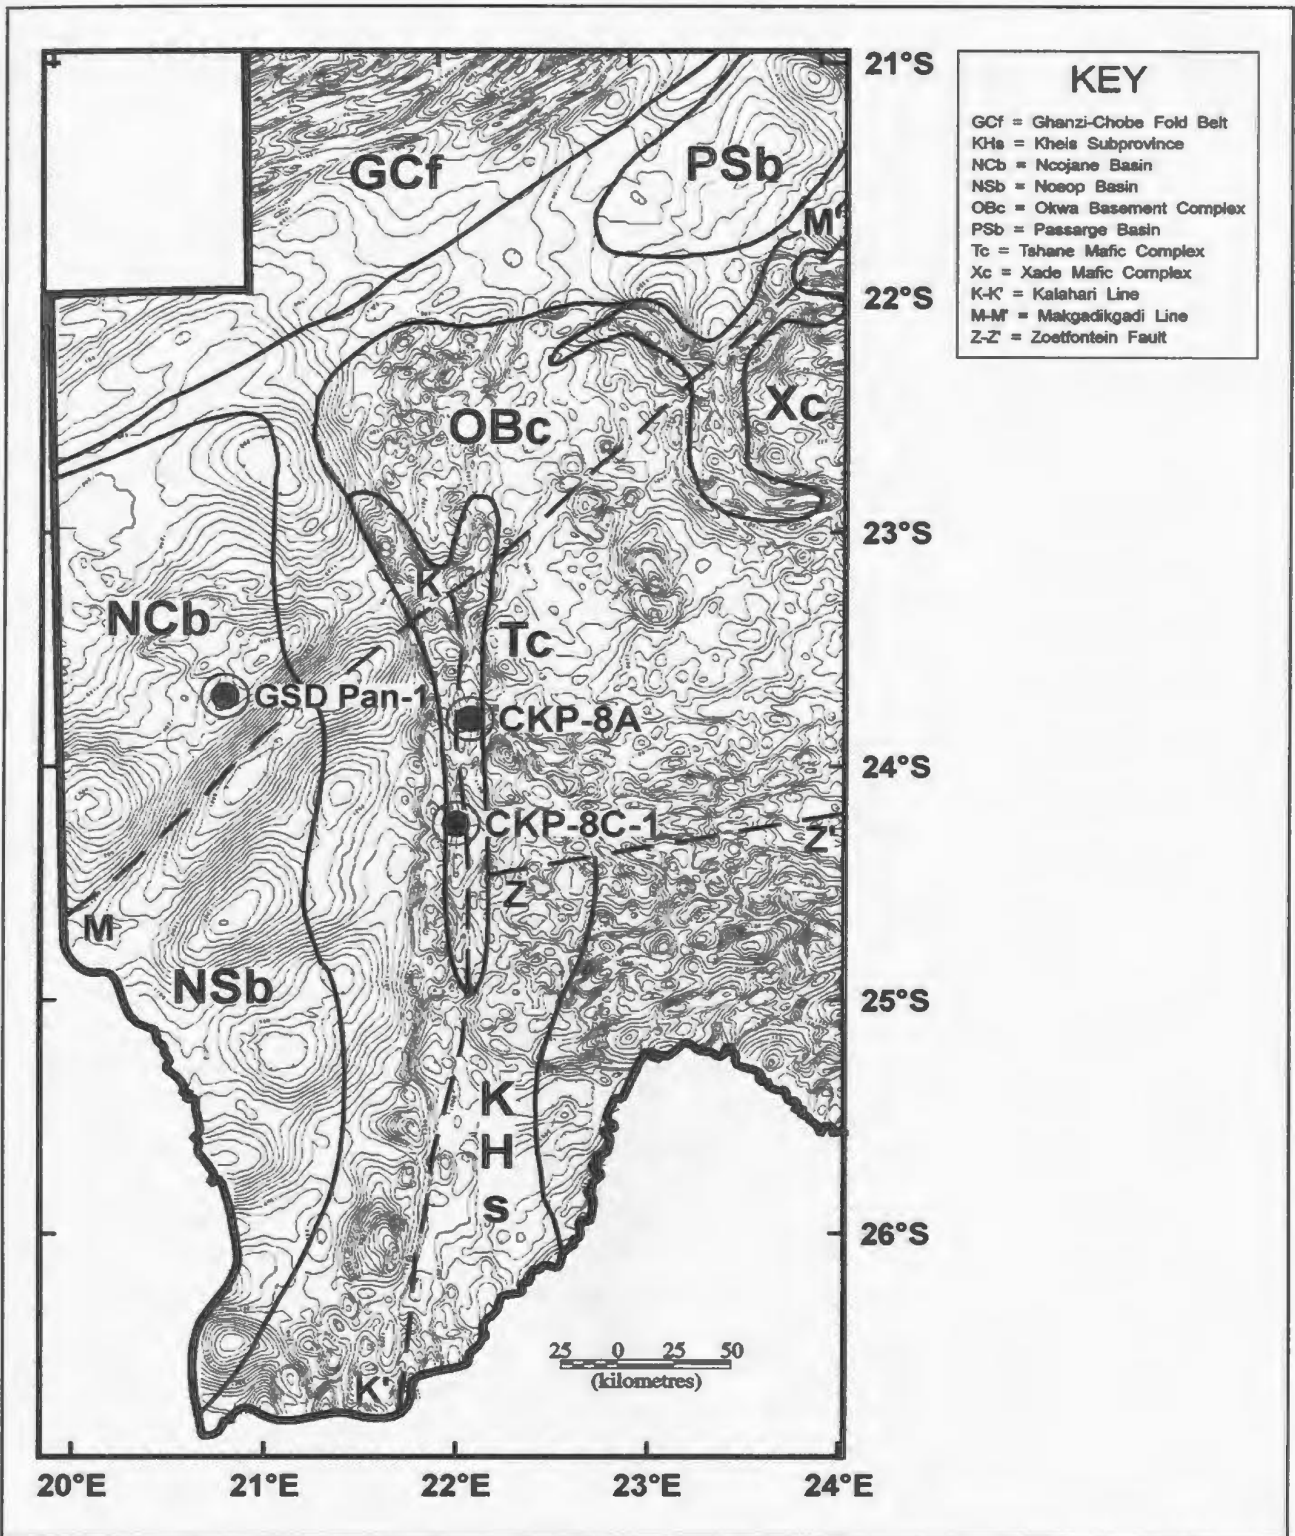 21°S
KEY
GCf = Ghanzi-Chobe Fold Belt
KHs = Kheis Subprovince
NCb = Ncojane Basin
NSb = Nosop Basin
OBc = Okwa Basement Complex
PSb = Passarge Basin
Tc = Tshane Mafic Complex
Xc = Xade Mafic Complex
K-K' = Kalahari Line
M-M' = Makgadikgadi Line
Z-Z' = Zoetfontein Fault
GCf
PSb
M'
22°S
OBc
Xc
23°S
K
NCb
Tc
GSD Pan-1
CKP-8A
24°S
CKP-8C-1
Z'
Z
M
NSb
25°S
K
H
s
26°S
25 0 25 50
(kilometres)
K'
20°E 21°E 22°E 23°E 24°E